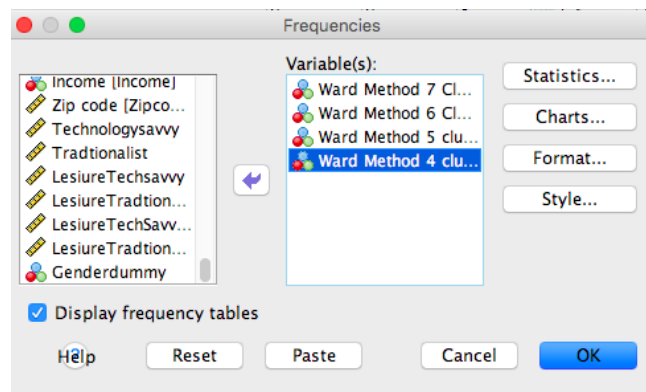 Frequencies
Income [Income]
Zip code [Zipco...
Technologysavvy
Tradtionalist
LesiureTechsavvy
LesiureTradtion...
LesiureTechSavv...
LesiureTradtion...
Genderdummy
Variable(s):
Ward Method 7 Cl...
Ward Method 6 Cl...
Ward Method 5 clu...
Ward Method 4 clu...
Statistics...
Charts...
Format...
Style...
Display frequency tables
Help
Reset
Paste
Cancel
OK